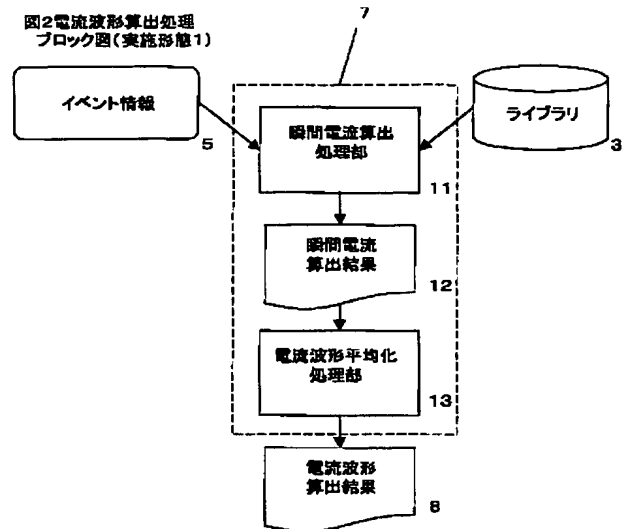 図2電流波形算出処理
ブロック図(実施形態1)
7
イベント情報
5
瞬間電流算出
処理部
11
ライブラリ
3
瞬間電流
算出結果
12
電流波形平均化
処理部
13
電流波形
算出結果
8